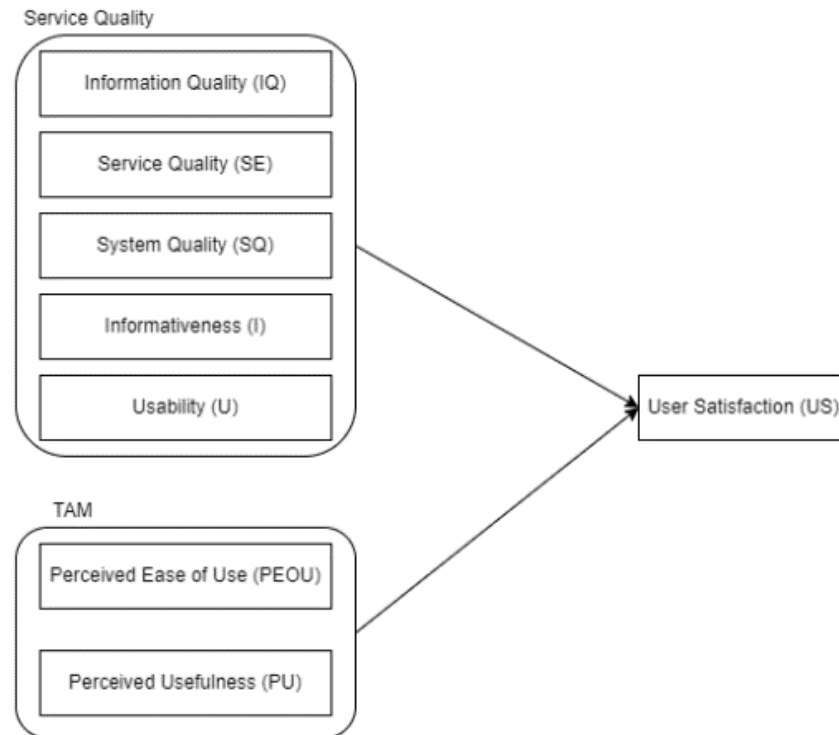 Service Quality
Information Quality (IQ)
Service Quality (SE)
System Quality (SQ)
Informativeness (I)
Usability (U)
User Satisfaction (US)
TAM
Perceived Ease of Use (PEOU)
Perceived Usefulness (PU)